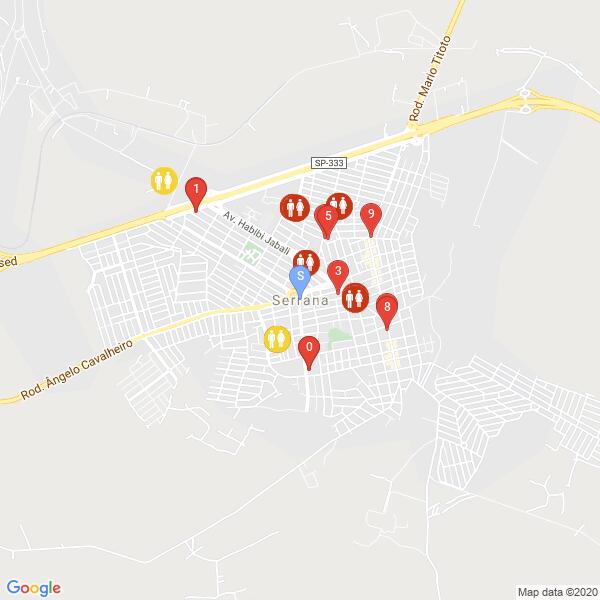 Rod. Mario Titoto
SP-333
1
5
9
Av. Habibi Jabali
sed
S
3
Serrana
8
0
Rod. Ângelo Cavalheiro
Google
Map data ©2020